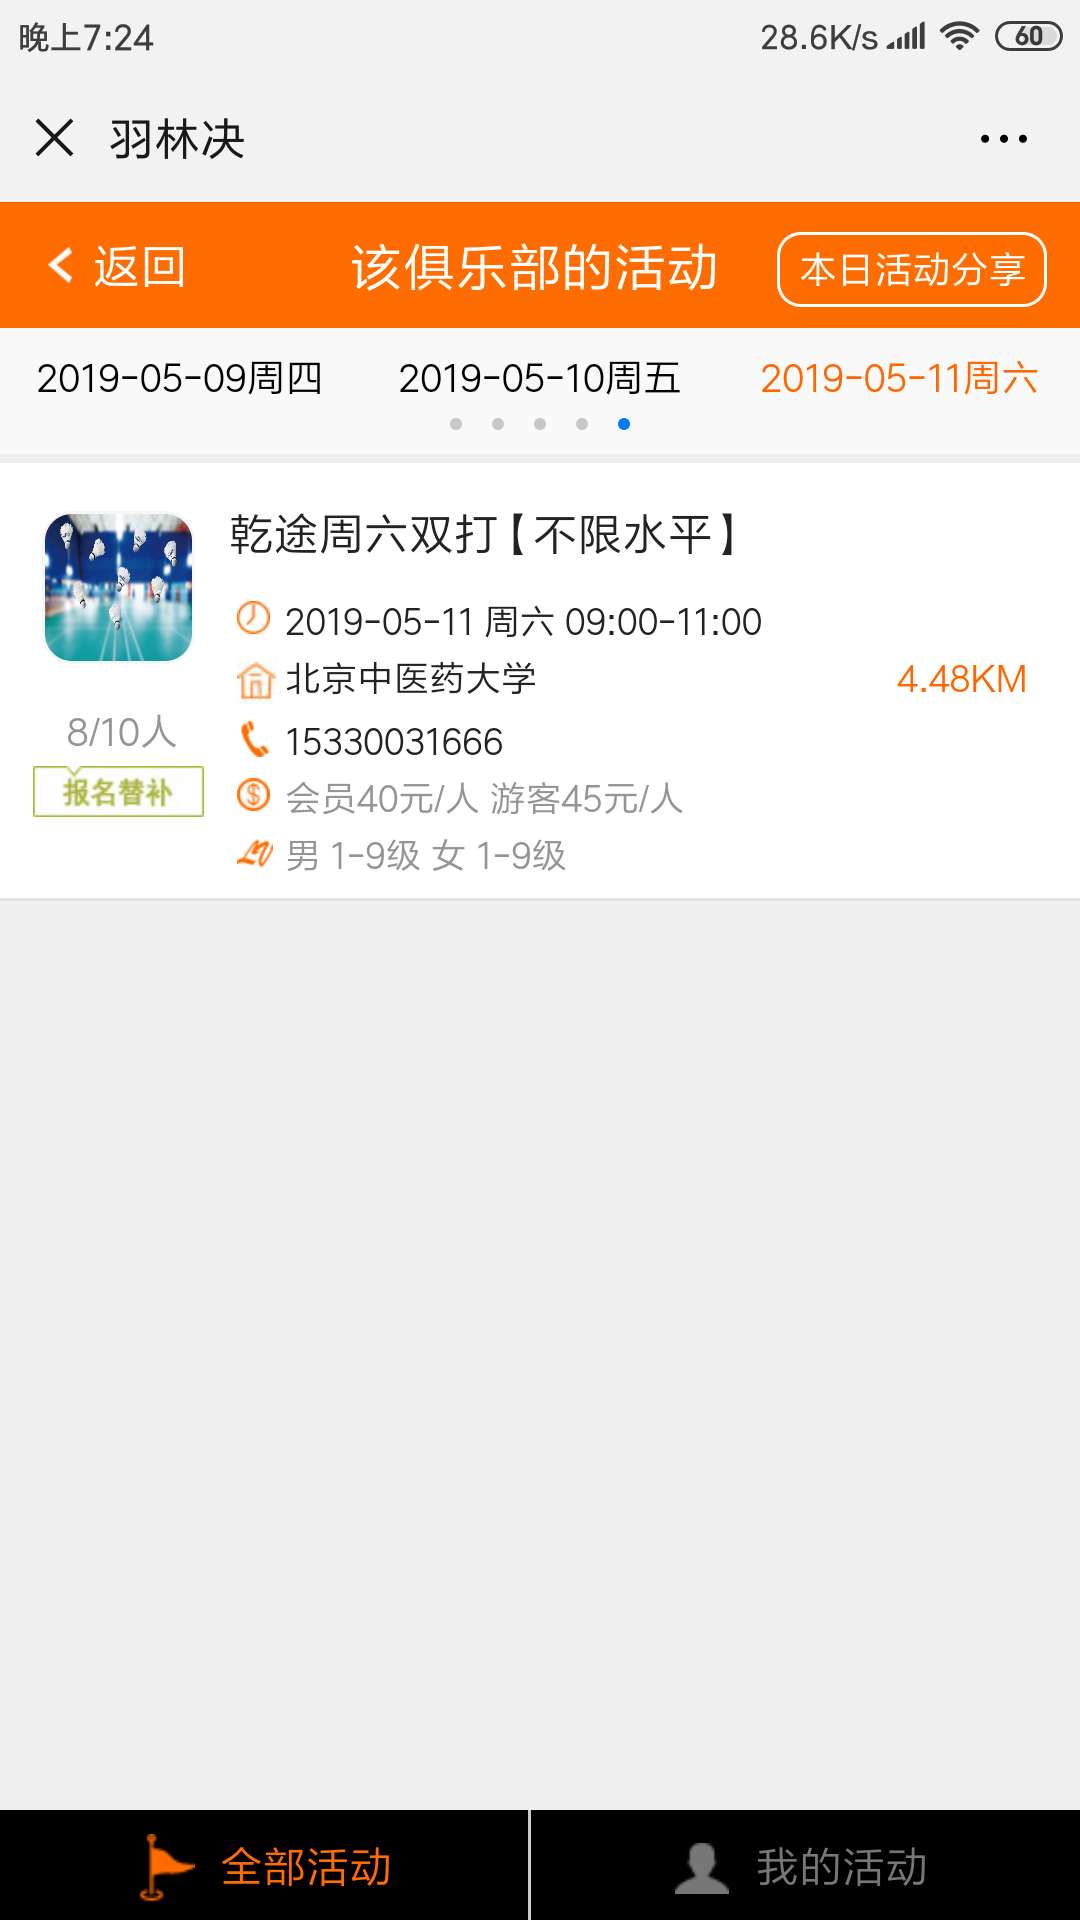 晚上7:24
28.6K/s
60
羽林决
返回
该俱乐部的活动
本日活动分享
2019-05-09周四
2019-05-10周五
2019-05-11周六
乾途周六双打【不限水平】
2019-05-11 周六 09:00-11:00
北京中医药大学
4.48KM
8/10人
15330031666
报名替补
会员40元/人 游客45元/人
男 1-9级 女 1-9级
全部活动
我的活动